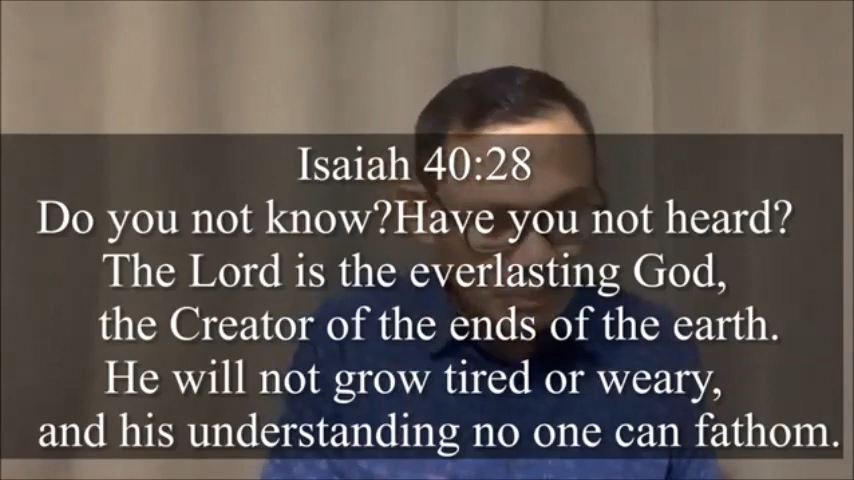 Isaiah 40:28
Do you not know?Have you not heard?
The Lord is the everlasting God,
the Creator of the ends of the earth.
He will not grow tired or weary,
and his understanding no one can fathom.